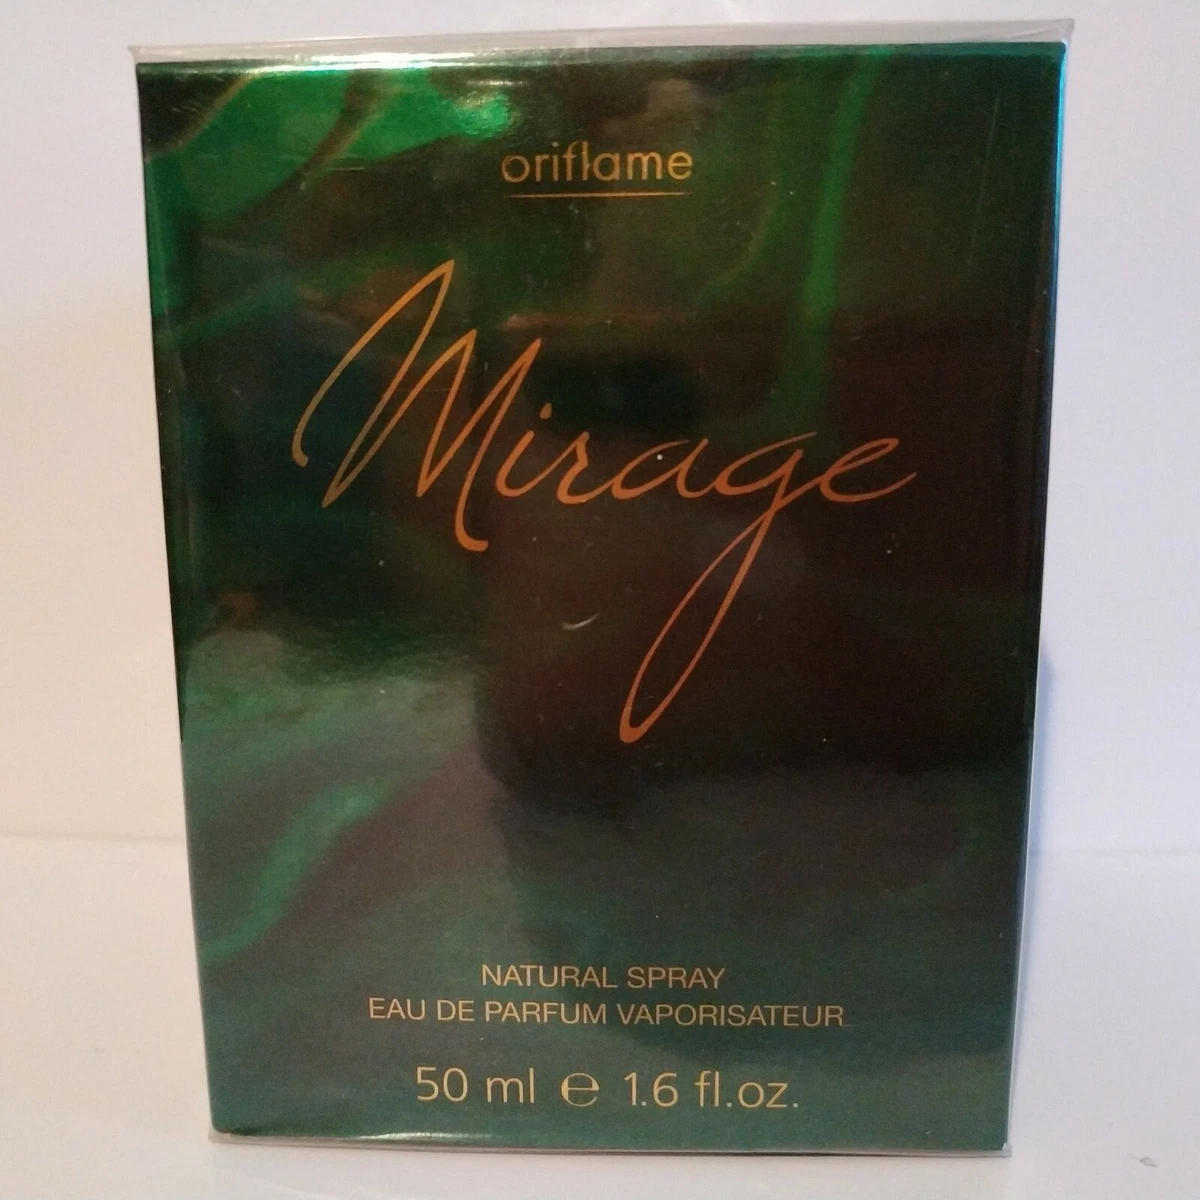 oriflame
Mirage
NATURAL SPRAY
EAU DE PARFUM VAPORISATEUR
50 ml ℮ 1.6 fl.oz.